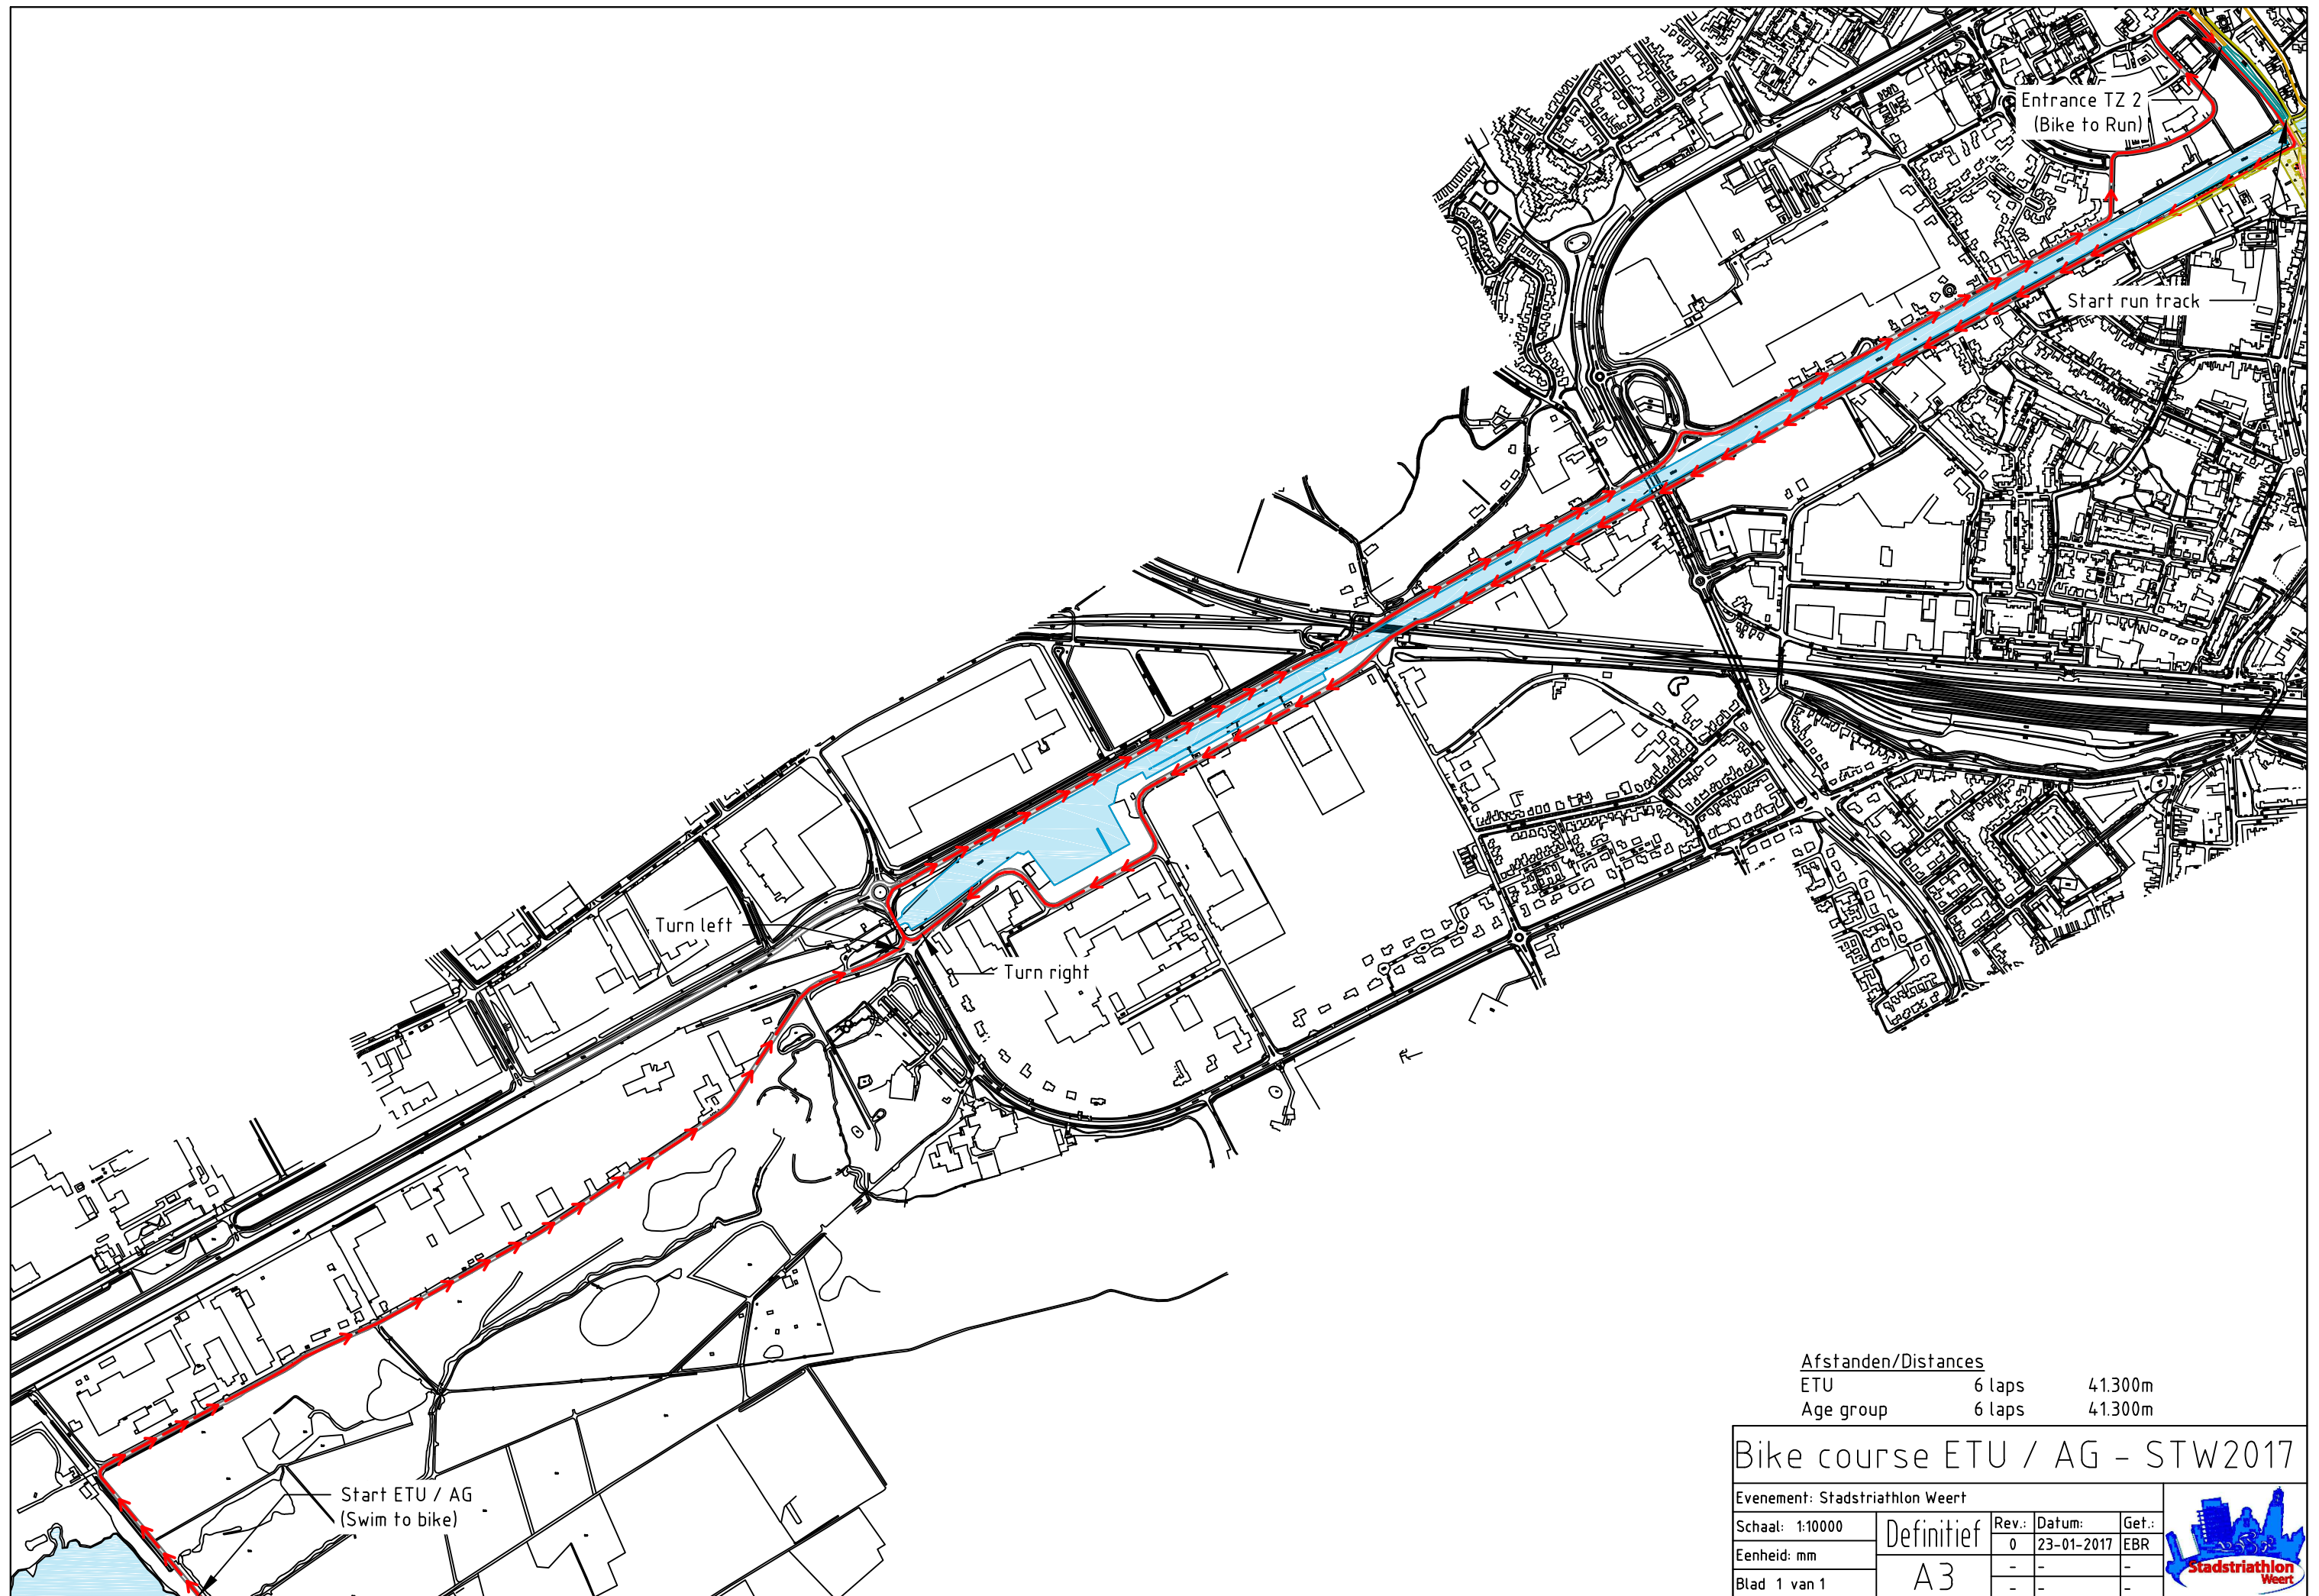 Entrance TZ 2
(Bike to Run)
Start run track
Turn left
Turn right
Start ETU / AG
(Swim to bike)
Afstanden/Distances
ETU 6 laps 41.300m
Age group 6 laps 41.300m
Bike course ETU / AG - STW2017
Evenement: Stadstriathlon Weert
Schaal: 1:10000
Eenheid: mm
Blad 1 van 1
Definitief
A3
Rev.: Datum: Get.:
0 23-01-2017 EBR
- - -
- - -
Stadstriathlon
Weert